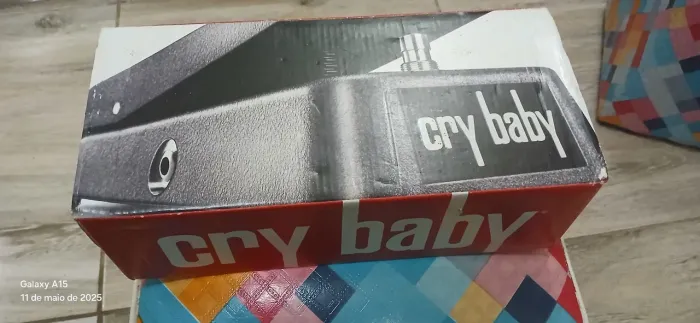 cry baby
cry baby
Galaxy A15
11 de maio de 2025